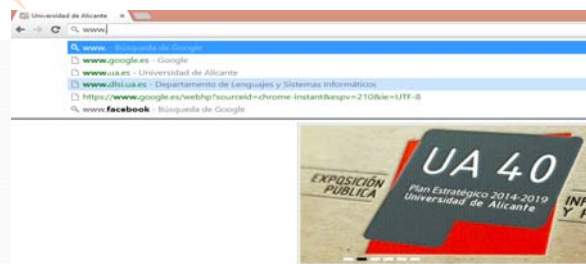 Universidad de Alicante
www.
www. - Búsqueda de Google
www.google.es - Google
www.ua.es - Universidad de Alicante
www.dlsi.ua.es - Departamento de Lenguajes y Sistemas Informáticos
https://www.google.es/webhp?sourceid=chrome-instant&espv=210&ie=UTF-8
www.facebook - Búsqueda de Google
EXPOSICIÓN
PÚBLICA
UA 40
Plan Estratégico 2014-2019
Universidad de Alicante